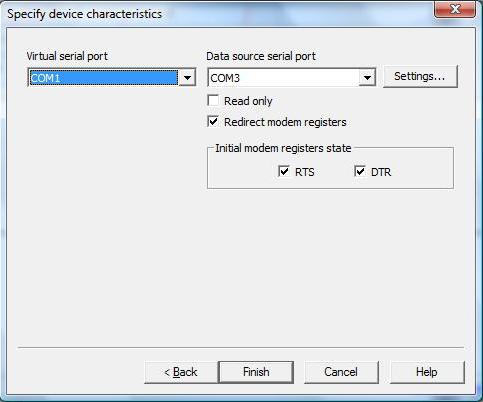 Specify device characteristics
Virtual serial port
Data source serial port
COM1
COM3
Settings...
Read only
Redirect modem registers
Initial modem registers state
RTS
DTR
< Back
Finish
Cancel
Help